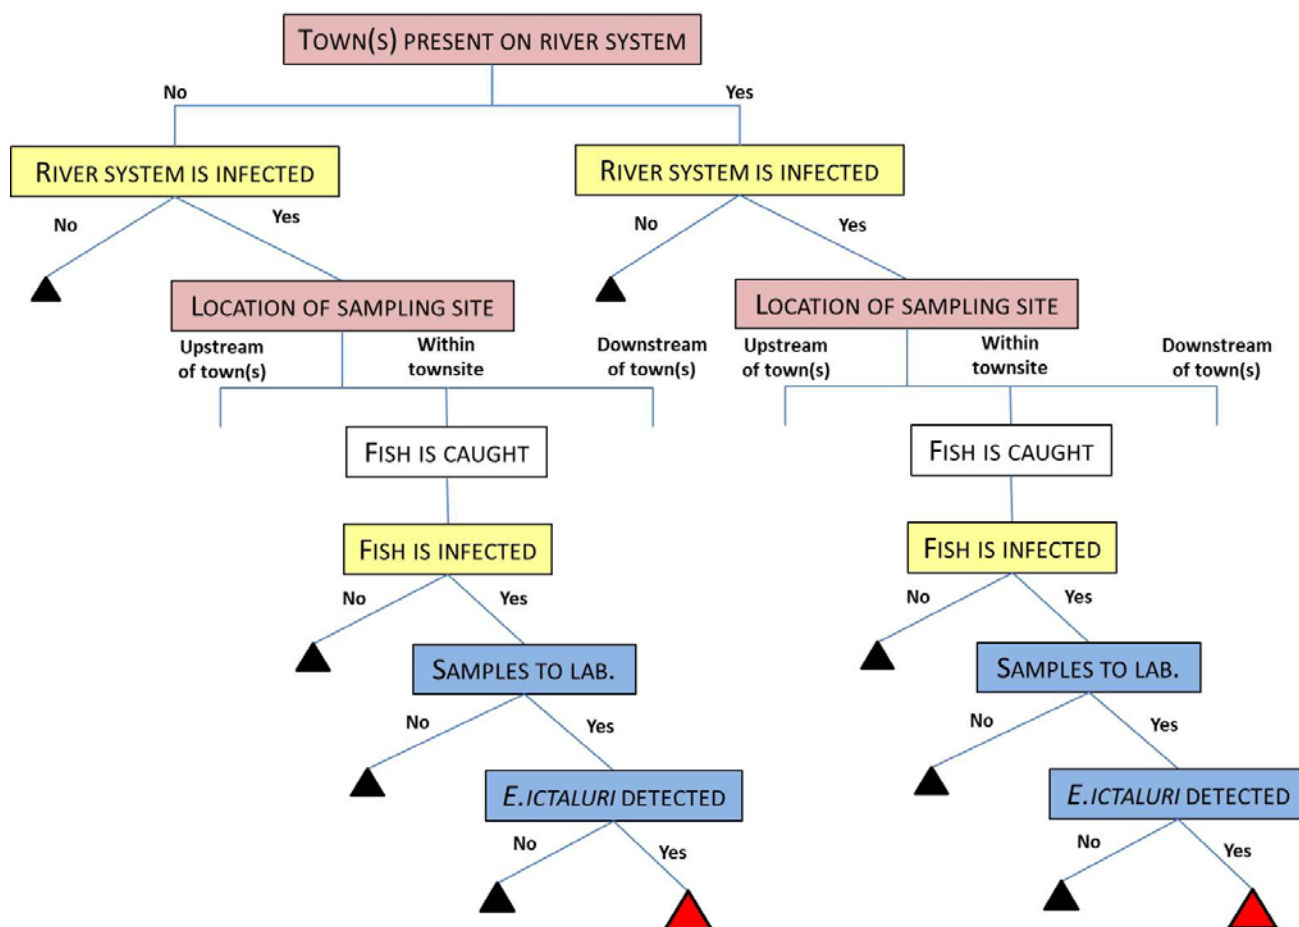 TOWN(S) PRESENT ON RIVER SYSTEM
No
Yes
RIVER SYSTEM IS INFECTED
RIVER SYSTEM IS INFECTED
No
Yes
No
Yes
LOCATION OF SAMPLING SITE
LOCATION OF SAMPLING SITE
Upstream
of town(s)
Within
townsite
Downstream
of town(s)
Upstream
of town(s)
Within
townsite
Downstream
of town(s)
FISH IS CAUGHT
FISH IS CAUGHT
FISH IS INFECTED
FISH IS INFECTED
No
Yes
No
Yes
SAMPLES TO LAB.
SAMPLES TO LAB.
No
Yes
No
Yes
E.ICTALURI DETECTED
E.ICTALURI DETECTED
No
Yes
No
Yes